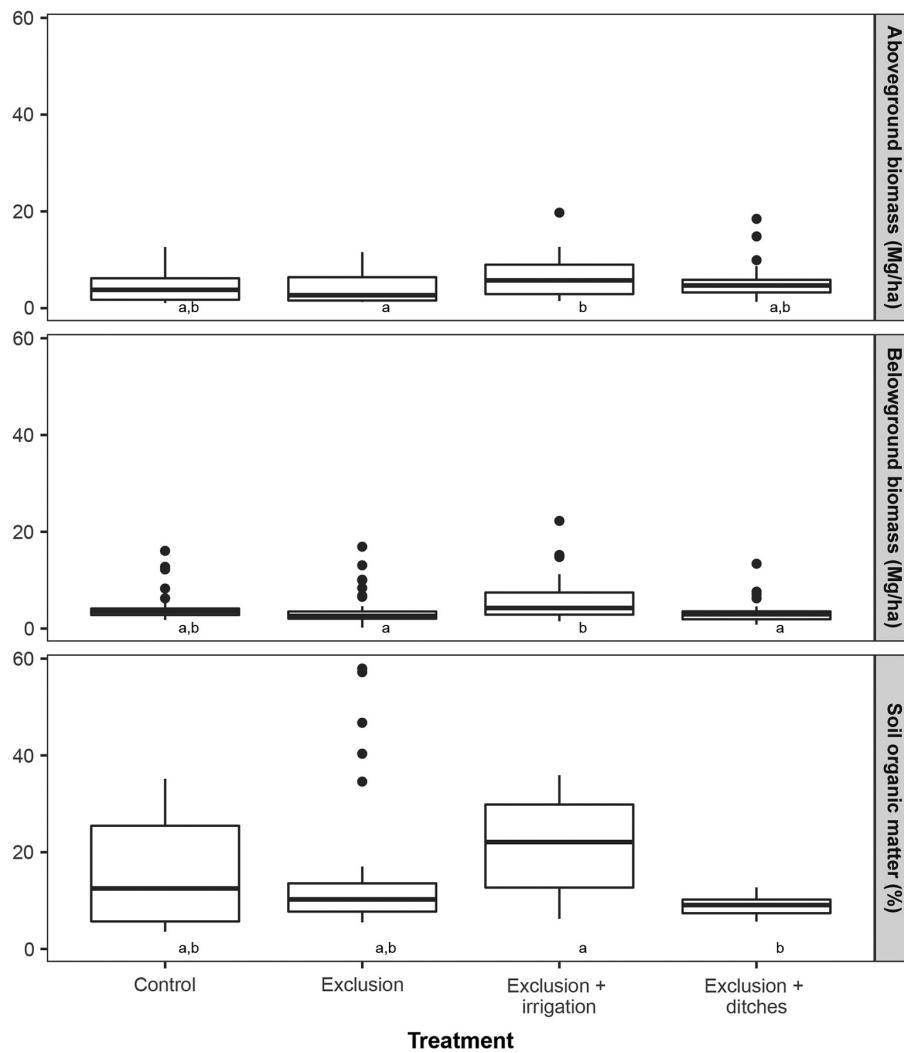 60
40
20
0
a,b
a
b
a,b
Aboveground biomass (Mg/ha)
60
40
20
0
a,b
a
b
a
Belowground biomass (Mg/ha)
60
40
20
0
a,b
a,b
a
b
Soil organic matter (%)
Control
Exclusion
Exclusion +
irrigation
Exclusion +
ditches
Treatment